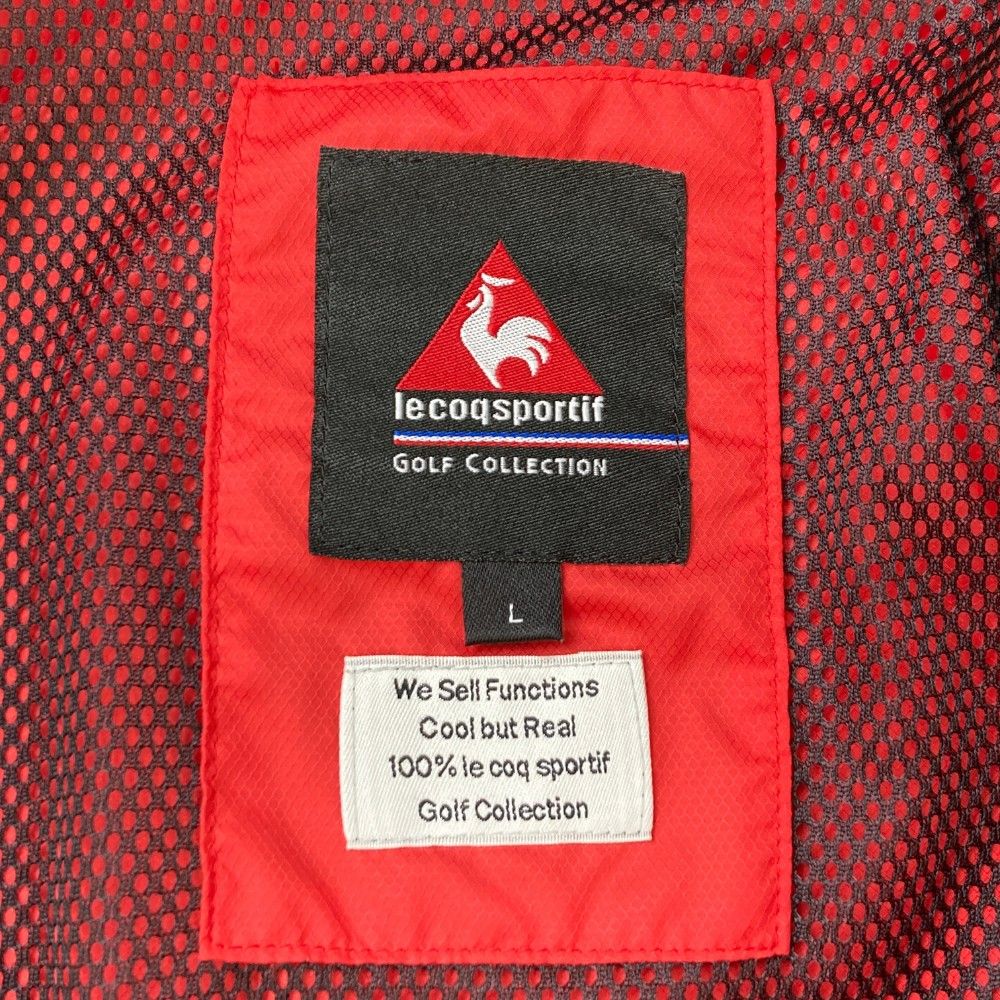 lecoqsportif
GOLF COLLECTION
L
We Sell Functions
Cool but Real
100% le coq sportif
Golf Collection